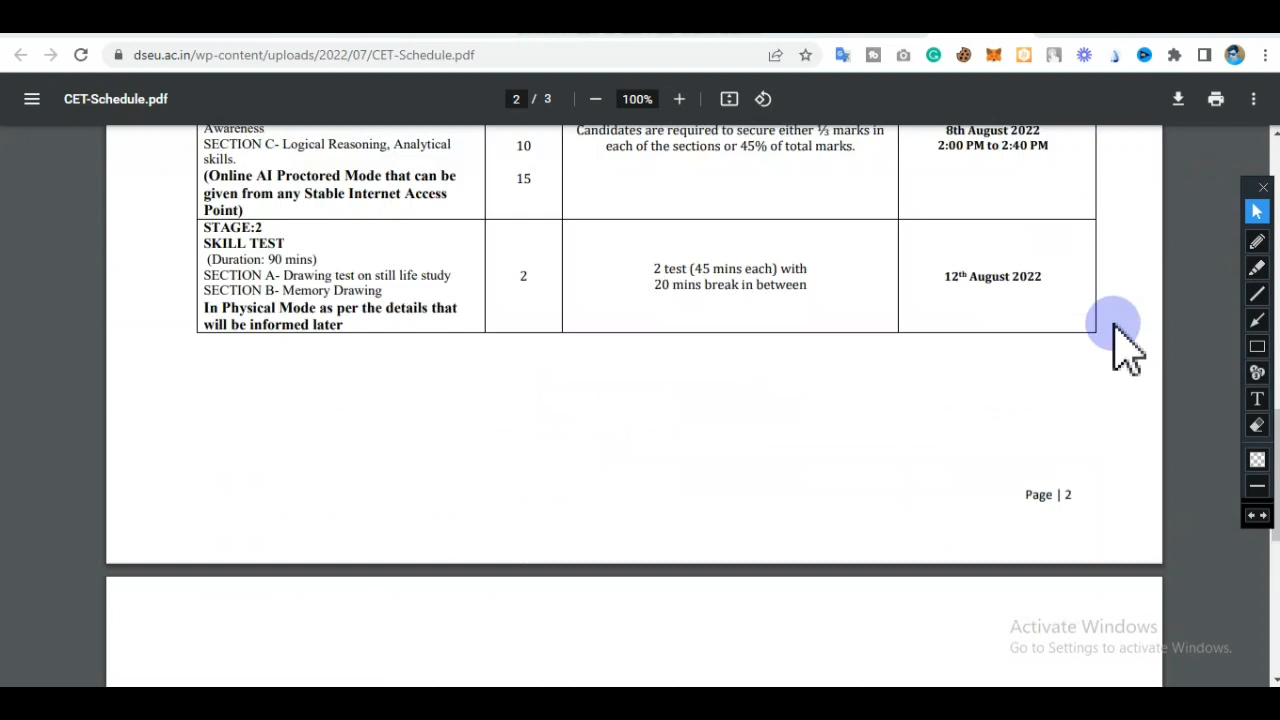 dseu.ac.in/wp-content/uploads/2022/07/CET-Schedule.pdf
CET-Schedule.pdf
2 / 3
100%
Awareness
SECTION C- Logical Reasoning, Analytical
skills.
(Online AI Proctored Mode that can be
given from any Stable Internet Access
Point)
10
15
Candidates are required to secure either ⅓ marks in
each of the sections or 45% of total marks.
8th August 2022
2:00 PM to 2:40 PM
STAGE:2
SKILL TEST
(Duration: 90 mins)
SECTION A- Drawing test on still life study
SECTION B- Memory Drawing
In Physical Mode as per the details that
will be informed later
2
2 test (45 mins each) with
20 mins break in between
12th August 2022
Page | 2
Activate Windows
Go to Settings to activate Windows.